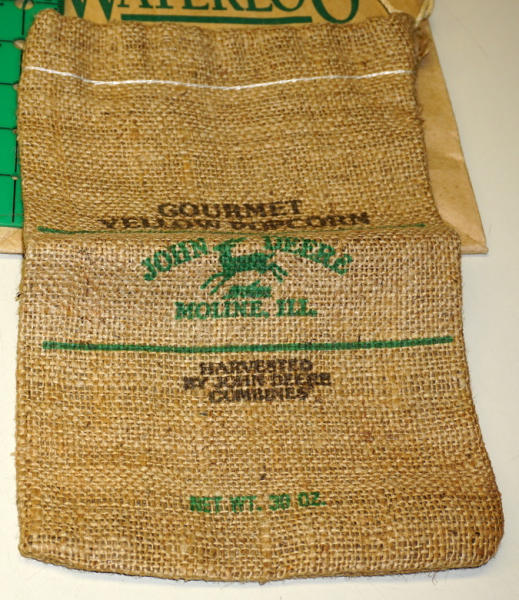 WATERLOO
GOURMET
YELLOW POPCORN
JOHN DEERE
MOLINE, ILL.
HARVESTED
BY JOHN DEERE
COMBINES
NET WT. 30 OZ.